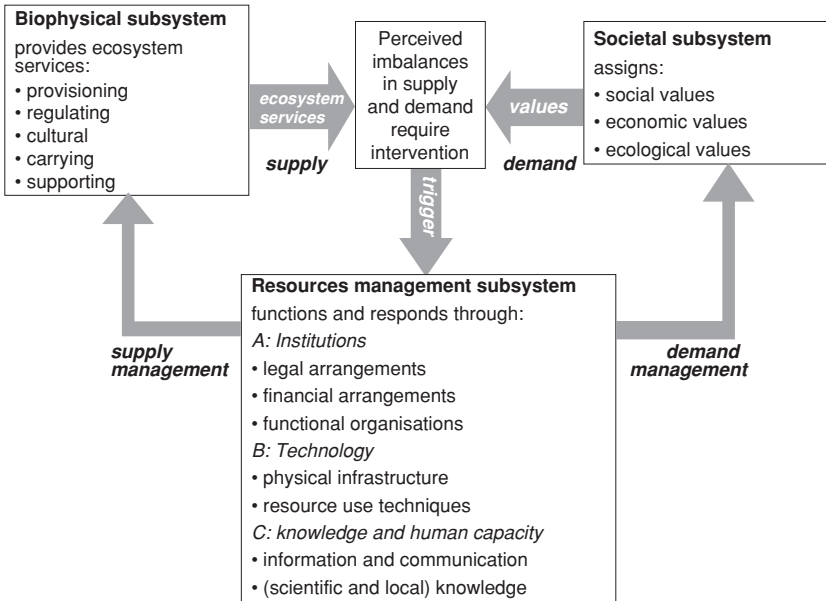 Biophysical subsystem
provides ecosystem
services:
• provisioning
• regulating
• cultural
• carrying
• supporting
ecosystem
services
supply
Perceived
imbalances
in supply
and demand
require
intervention
values
demand
Societal subsystem
assigns:
• social values
• economic values
• ecological values
trigger
Resources management subsystem
functions and responds through:
A: Institutions
• legal arrangements
• financial arrangements
• functional organisations
B: Technology
• physical infrastructure
• resource use techniques
C: knowledge and human capacity
• information and communication
• (scientific and local) knowledge
supply
management
demand
management